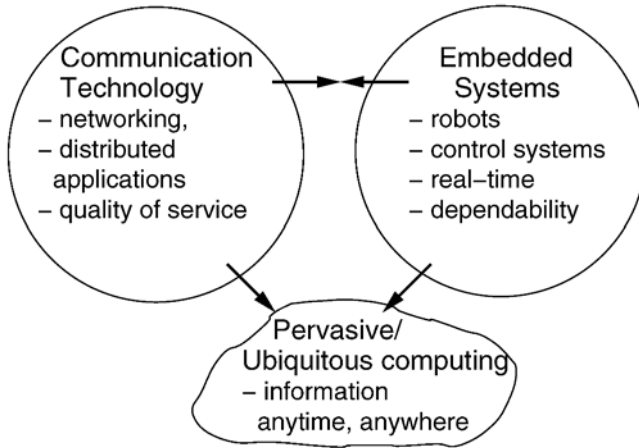 Communication
Technology
– networking,
– distributed
applications
– quality of service
Embedded
Systems
– robots
– control systems
– real–time
– dependability
Pervasive/
Ubiquitous computing
– information
anytime, anywhere